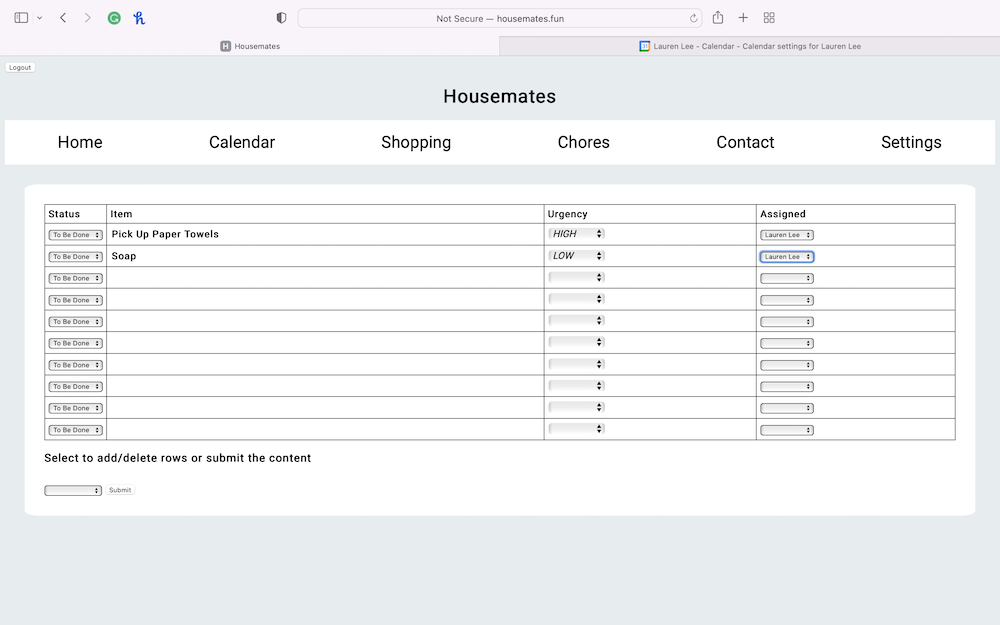 Not Secure — housemates.fun
H Housemates
Lauren Lee - Calendar - Calendar settings for Lauren Lee
Logout
Housemates
Home Calendar Shopping Chores Contact Settings
Status Item Urgency Assigned
To Be Done Pick Up Paper Towels HIGH Lauren Lee
To Be Done Soap LOW Lauren Lee
To Be Done
To Be Done
To Be Done
To Be Done
To Be Done
To Be Done
To Be Done
To Be Done
Select to add/delete rows or submit the content
Submit